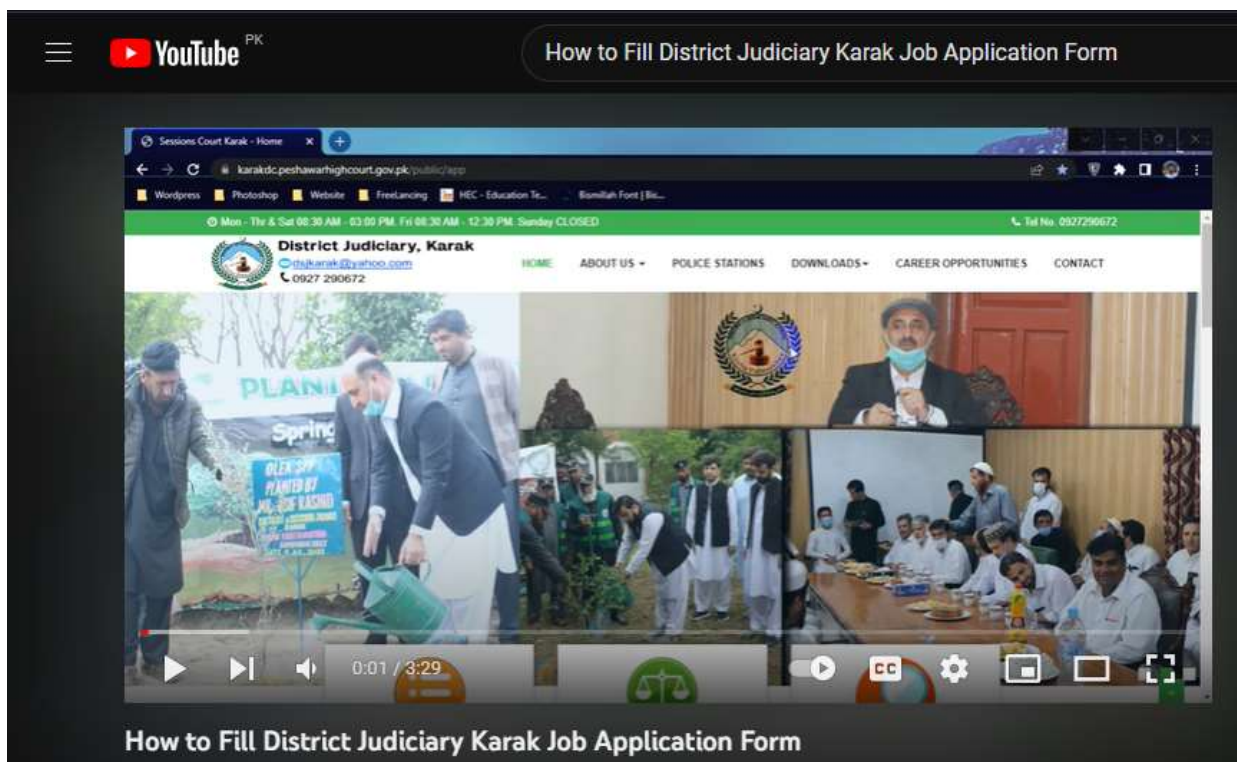 YouTube PK
How to Fill District Judiciary Karak Job Application Form
Sessions Court Karak - Home
karakdc.peshawarhighcourt.gov.pk/public/app
Wordpress Photoshop Website FreeLancing HEC - Education Te... Bismillah Font | Bis...
Mon - Thr & Sat 08:30 AM - 03:00 PM. Fri 08:30 AM - 12:30 PM. Sunday CLOSED
Tel No. 0927290672
District Judiciary, Karak
dsjkarak@yahoo.com
0927 290672
HOME ABOUT US POLICE STATIONS DOWNLOADS CAREER OPPORTUNITIES CONTACT
PLANT
Spring
PLANTED BY
0:01 / 3:29
CC
How to Fill District Judiciary Karak Job Application Form